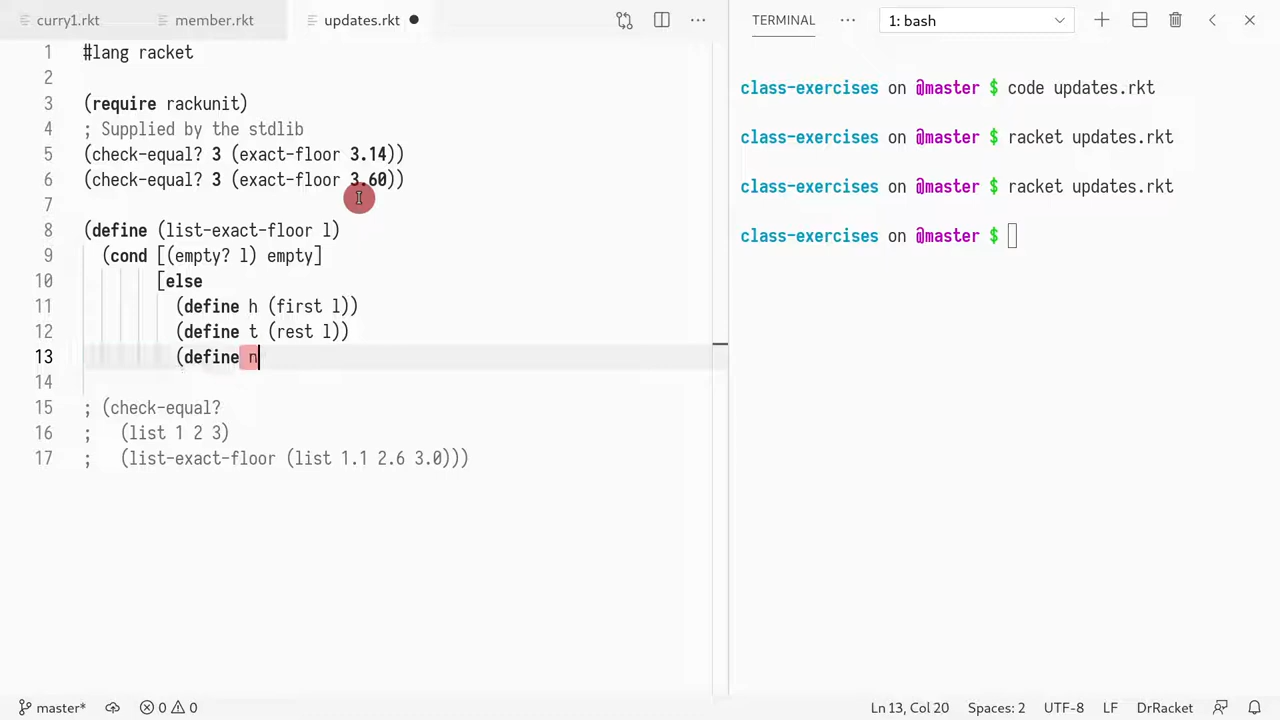 curry1.rkt member.rkt updates.rkt
1 #lang racket
2
3 (require rackunit)
4 ; Supplied by the stdlib
5 (check-equal? 3 (exact-floor 3.14))
6 (check-equal? 3 (exact-floor 3.60))
7
8 (define (list-exact-floor l)
9 (cond [(empty? l) empty]
10 [else
11 (define h (first l))
12 (define t (rest l))
13 (define n
14
15 ; (check-equal?
16 ; (list 1 2 3)
17 ; (list-exact-floor (list 1.1 2.6 3.0)))
TERMINAL 1: bash
class-exercises on @master $ code updates.rkt
class-exercises on @master $ racket updates.rkt
class-exercises on @master $ racket updates.rkt
class-exercises on @master $
master* 0 0 Ln 13, Col 20 Spaces: 2 UTF-8 LF DrRacket